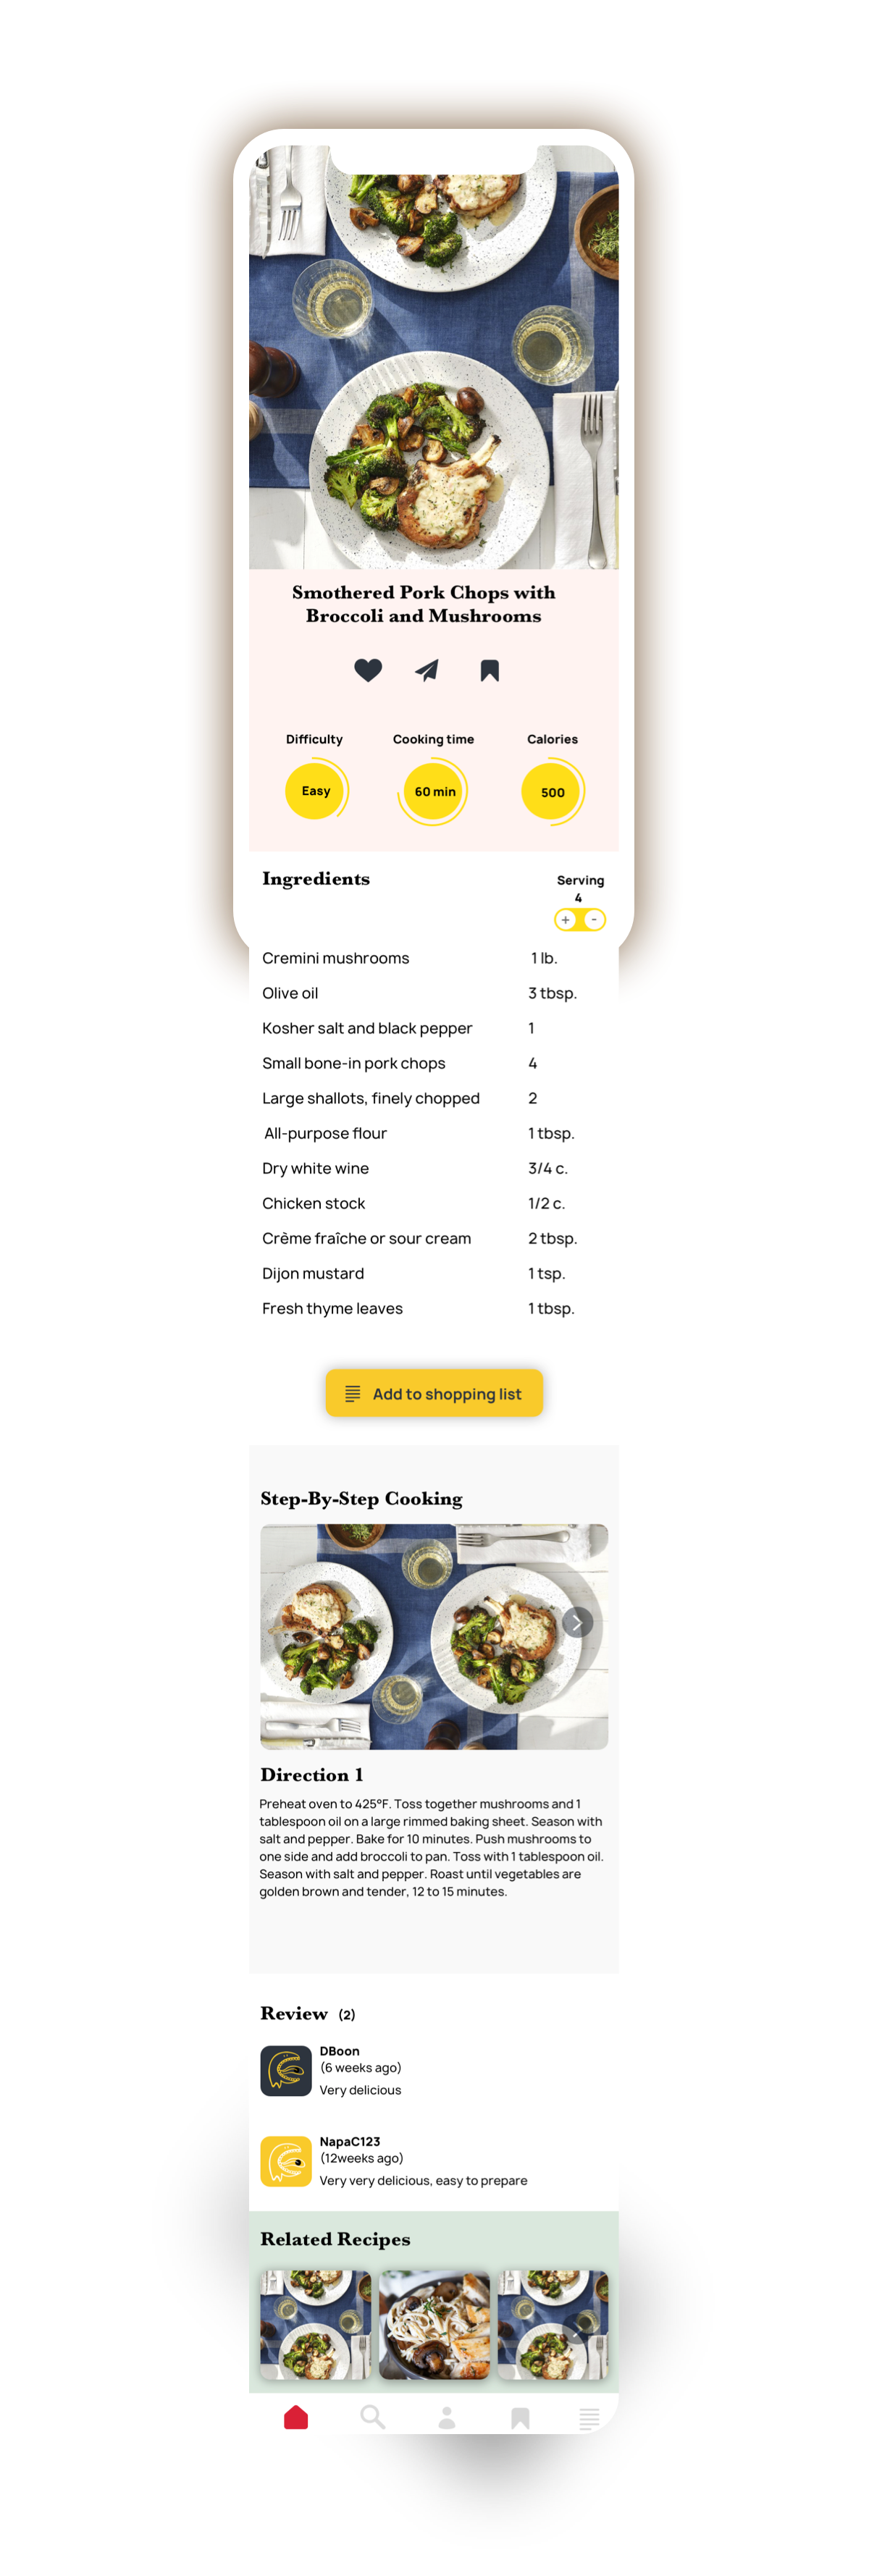 Smothered Pork Chops with
Broccoli and Mushrooms
Difficulty
Cooking time
Calories
Easy
60 min
500
Ingredients
Serving
4
+ -
Cremini mushrooms 1 lb.
Olive oil 3 tbsp.
Kosher salt and black pepper 1
Small bone-in pork chops 4
Large shallots, finely chopped 2
All-purpose flour 1 tbsp.
Dry white wine 3/4 c.
Chicken stock 1/2 c.
Crème fraîche or sour cream 2 tbsp.
Dijon mustard 1 tsp.
Fresh thyme leaves 1 tbsp.
Add to shopping list
Step-By-Step Cooking
Direction 1
Preheat oven to 425°F. Toss together mushrooms and 1
tablespoon oil on a large rimmed baking sheet. Season with
salt and pepper. Bake for 10 minutes. Push mushrooms to
one side and add broccoli to pan. Toss with 1 tablespoon oil.
Season with salt and pepper. Roast until vegetables are
golden brown and tender, 12 to 15 minutes.
Review (2)
DBoon
(6 weeks ago)
Very delicious
NapaC123
(12weeks ago)
Very very delicious, easy to prepare
Related Recipes